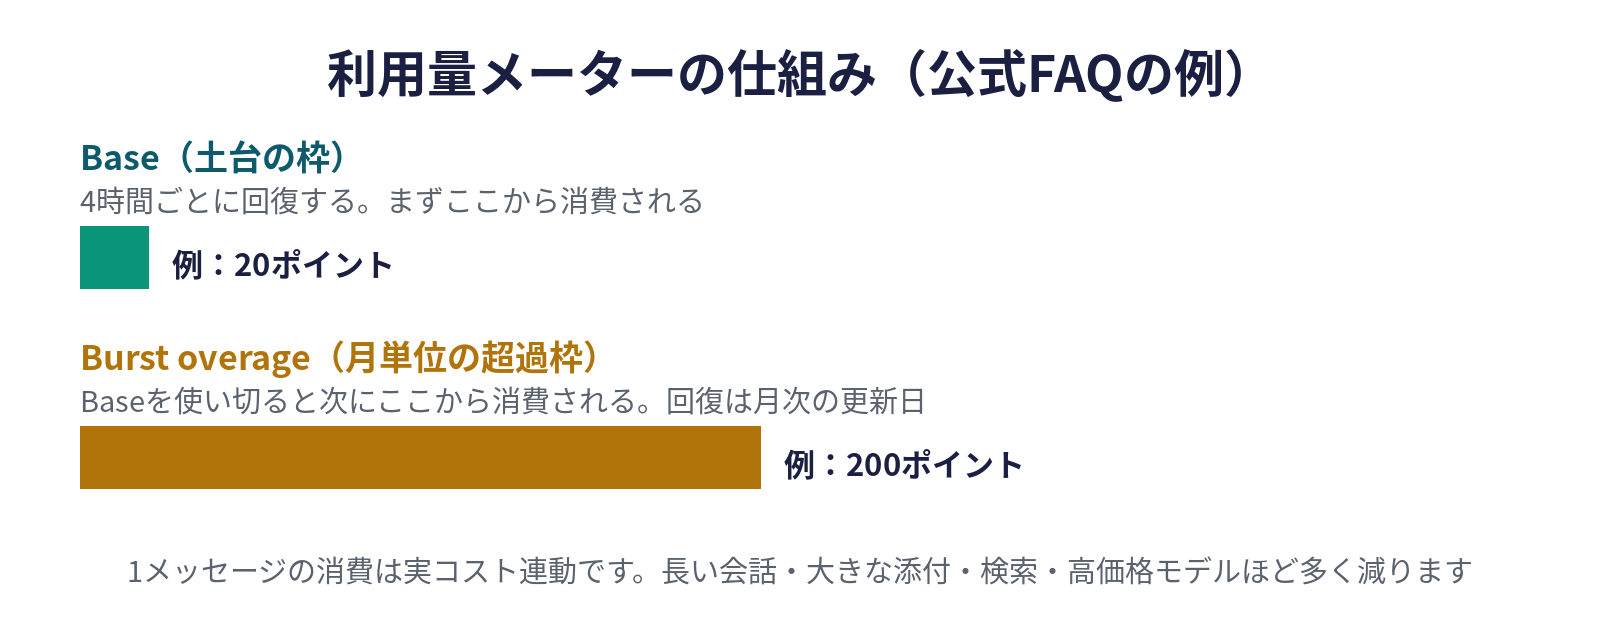 利用量メーターの仕組み（公式FAQの例）
Base（土台の枠）
4時間ごとに回復する。まずここから消費される
例：20ポイント
Burst overage（月単位の超過枠）
Baseを使い切ると次にここから消費される。回復は月次の更新日
例：200ポイント
1メッセージの消費は実コスト連動です。長い会話・大きな添付・検索・高価格モデルほど多く減ります